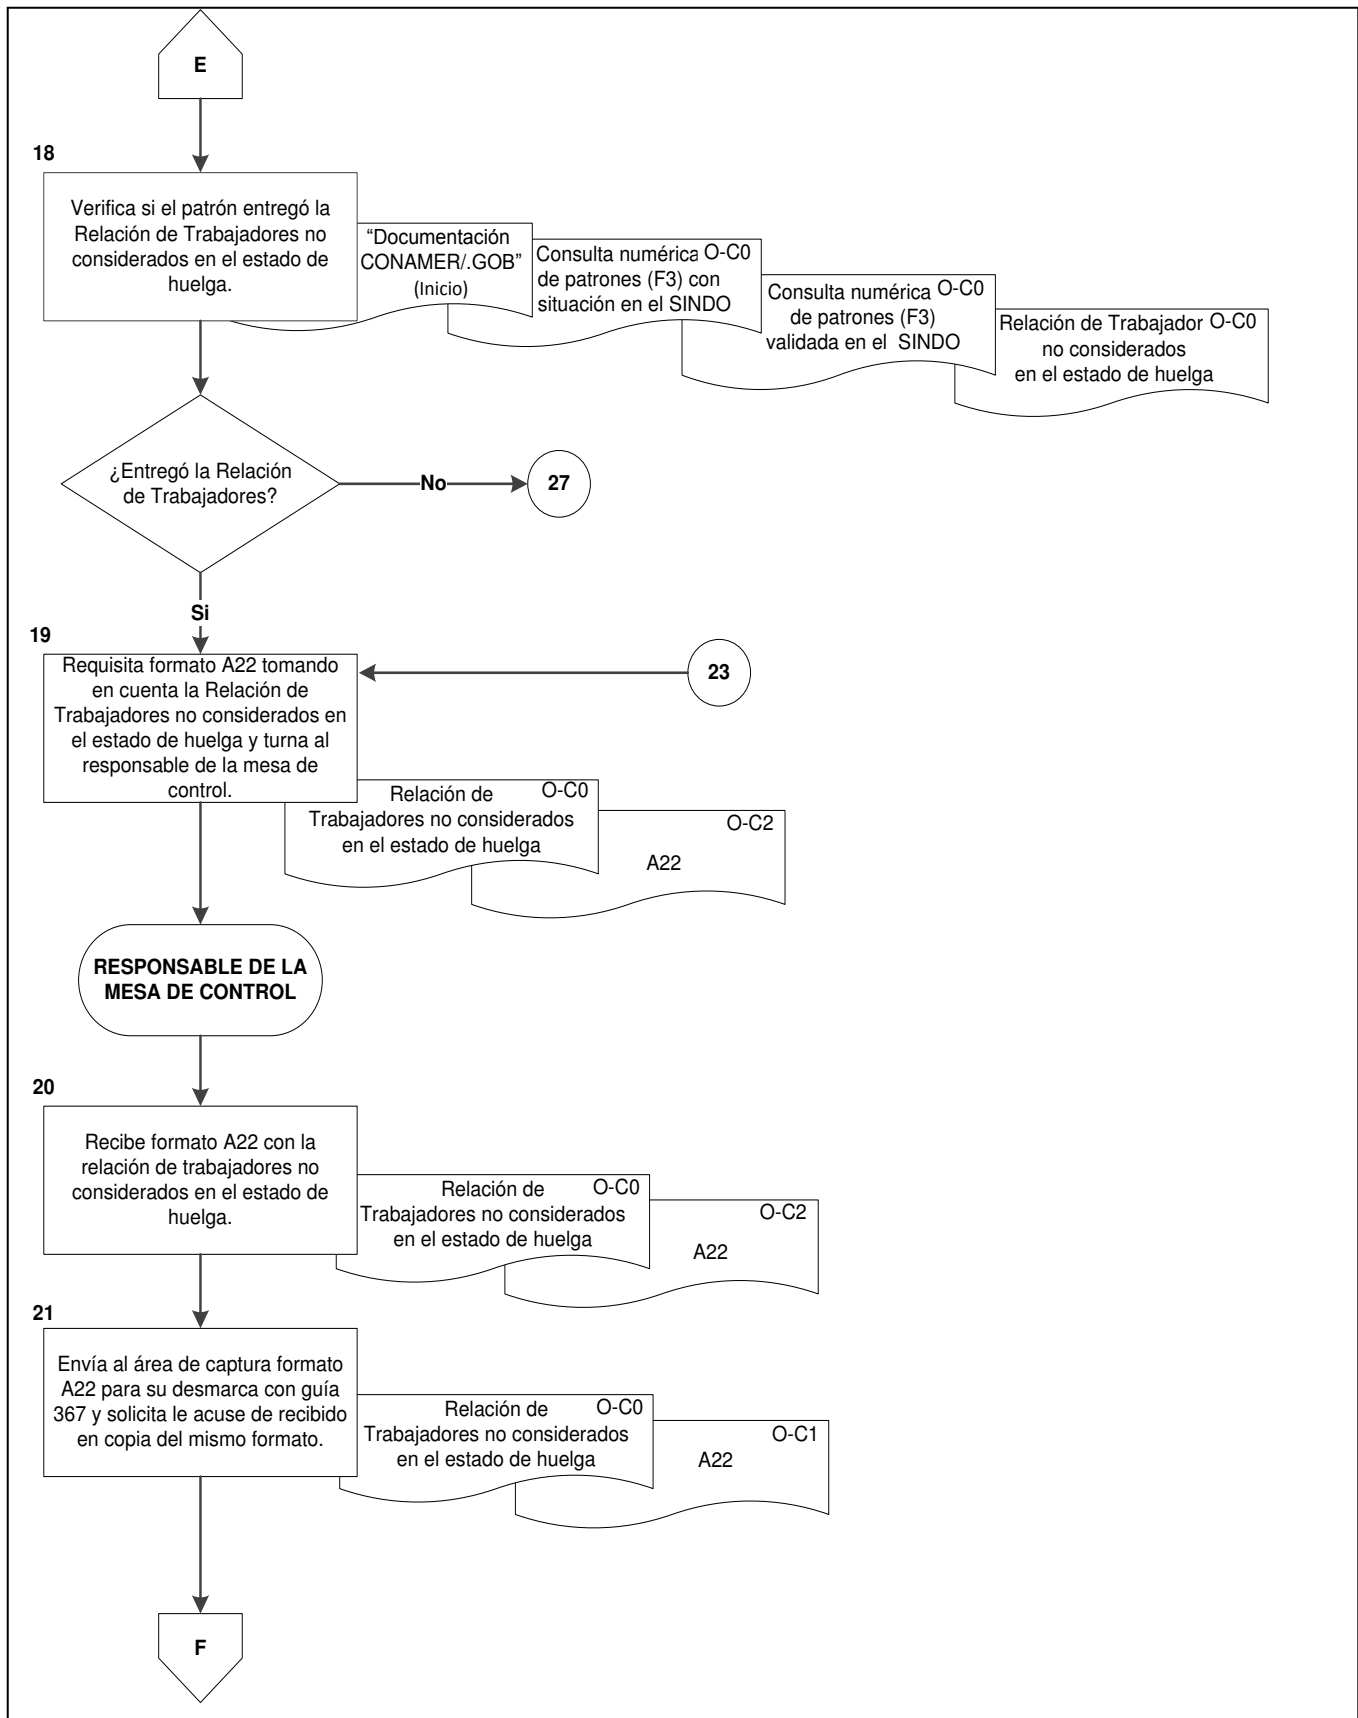 E
18
Verifica si el patrón entregó la
Relación de Trabajadores no
considerados en el estado de
huelga.
“Documentación
CONAMER/.GOB”
(Inicio)
Consulta numérica O-C0
de patrones (F3) con
situación en el SINDO
Consulta numérica O-C0
de patrones (F3)
validada en el SINDO
Relación de Trabajador O-C0
no considerados
en el estado de huelga
¿Entregó la Relación
de Trabajadores?
No
27
Si
19
Requisita formato A22 tomando
en cuenta la Relación de
Trabajadores no considerados en
el estado de huelga y turna al
responsable de la mesa de
control.
23
Relación de O-C0
Trabajadores no considerados
en el estado de huelga
O-C2
A22
RESPONSABLE DE LA
MESA DE CONTROL
20
Recibe formato A22 con la
relación de trabajadores no
considerados en el estado de
huelga.
Relación de O-C0
Trabajadores no considerados
en el estado de huelga
O-C2
A22
21
Envía al área de captura formato
A22 para su desmarca con guía
367 y solicita le acuse de recibido
en copia del mismo formato.
Relación de O-C0
Trabajadores no considerados
en el estado de huelga
O-C1
A22
F